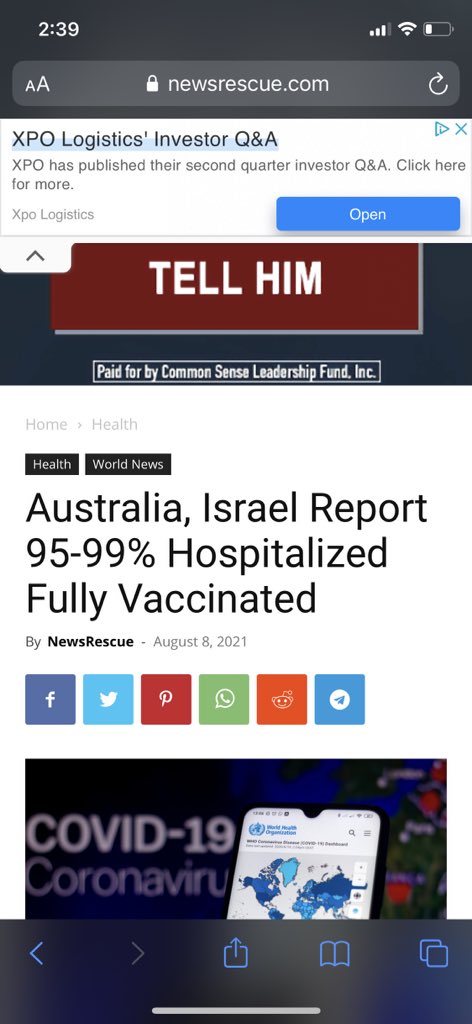 2:39
AA newsrescue.com
XPO Logistics' Investor Q&A
XPO has published their second quarter investor Q&A. Click here
for more.
Xpo Logistics
Open
TELL HIM
Paid for by Common Sense Leadership Fund, Inc.
Home › Health
Health World News
Australia, Israel Report
95-99% Hospitalized
Fully Vaccinated
By NewsRescue - August 8, 2021
COVID-19
Coronaviru
World Health
Organization
WHO Coronavirus Disease (COVID-19) Dashboard